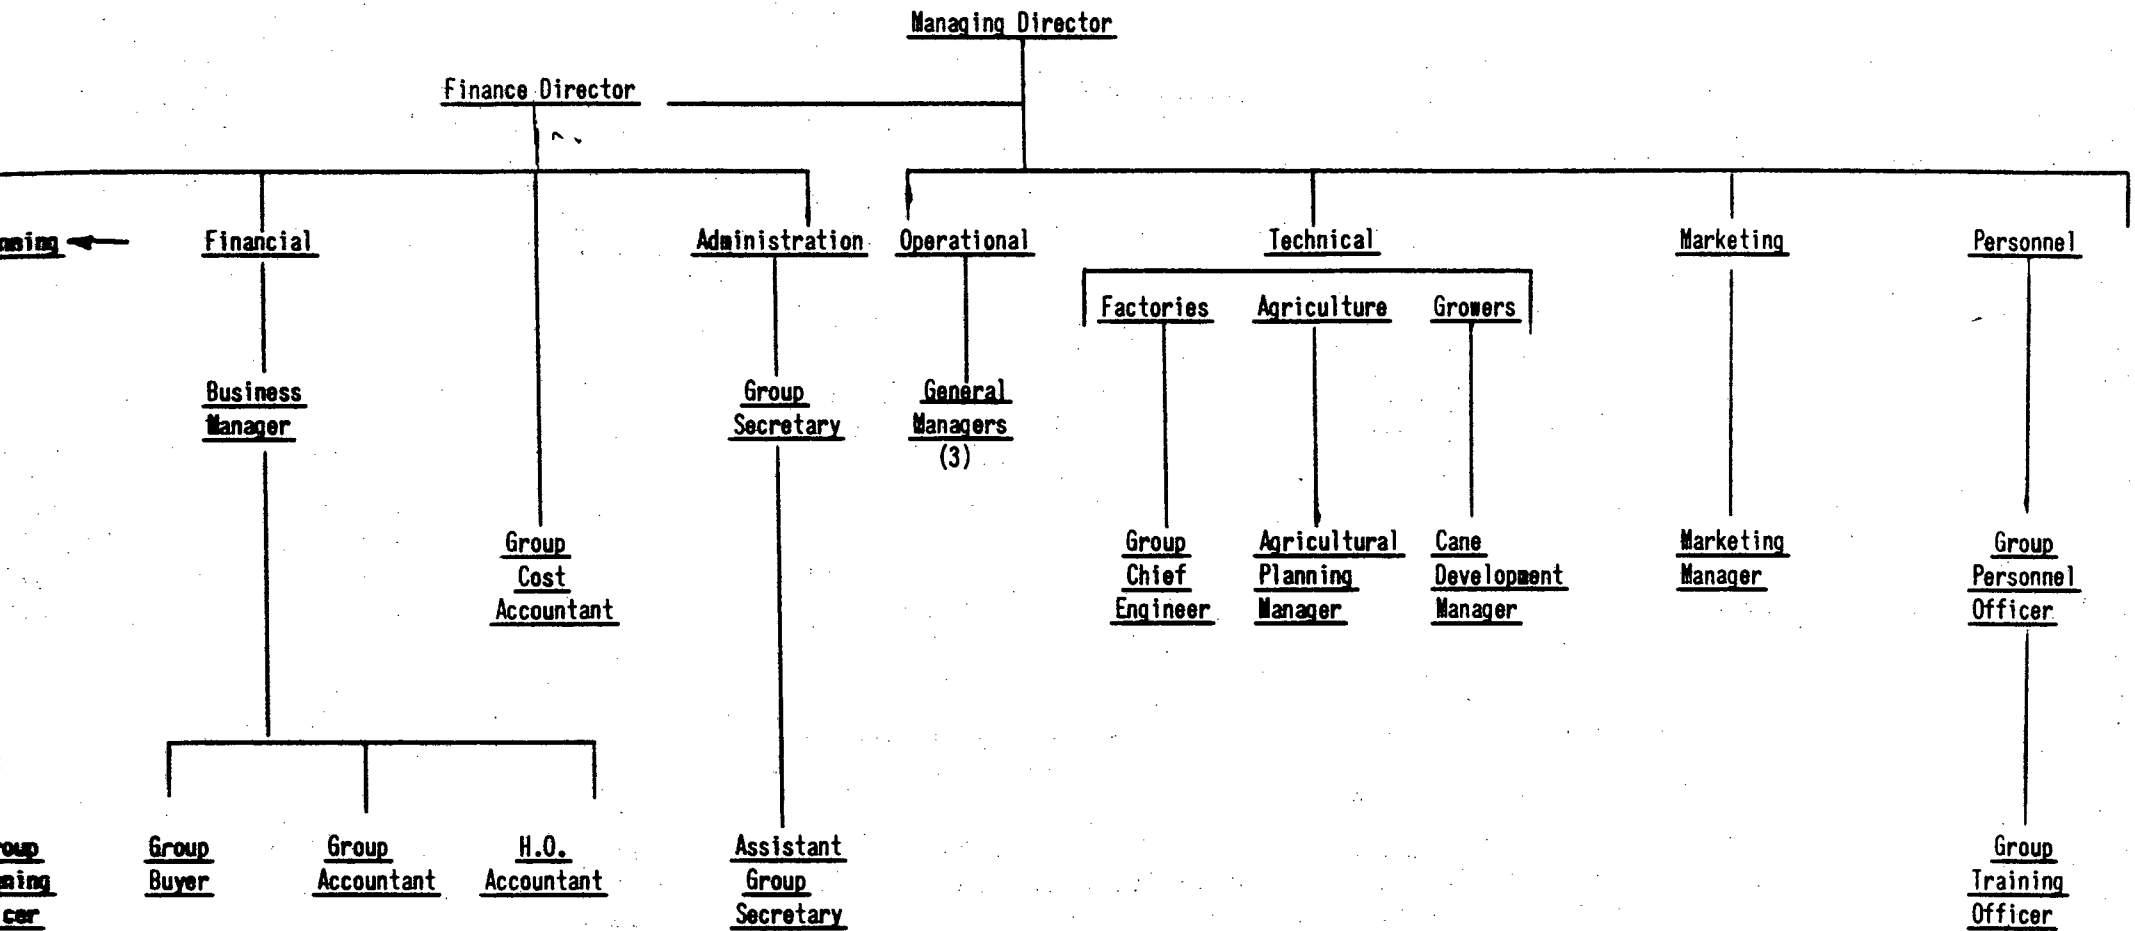 Managing Director
Finance Director
?
Financial
Administration
Operational
Technical
Marketing
Personnel
Factories
Agriculture
Growers
Business
Manager
Group
Secretary
General
Managers
(3)
Group
Cost
Accountant
Group
Chief
Engineer
Agricultural
Planning
Manager
Cane
Development
Manager
Marketing
Manager
Group
Personnel
Officer
Group
Buyer
Group
Accountant
H.O.
Accountant
Assistant
Group
Secretary
Group
Training
Officer